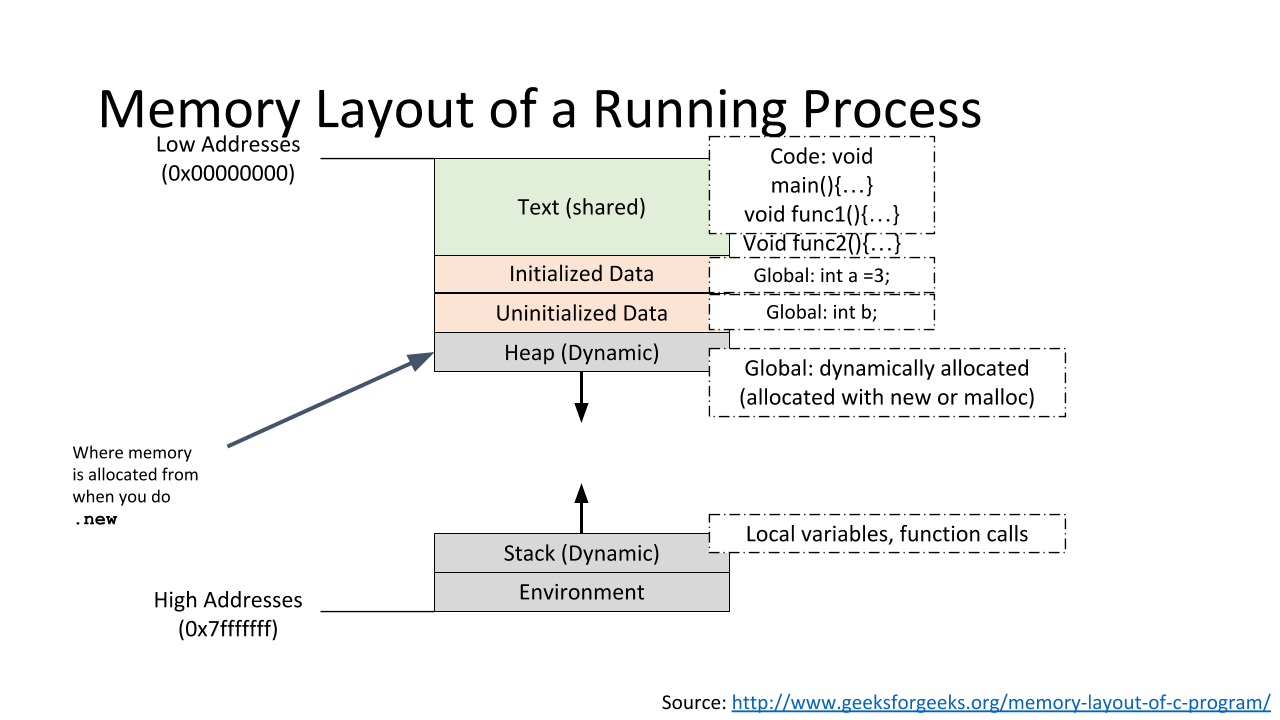 Memory Layout of a Running Process
Low Addresses
(0x00000000)
Text (shared)
Code: void
main(){…}
void func1(){…}
Void func2(){…}
Initialized Data
Global: int a =3;
Uninitialized Data
Global: int b;
Heap (Dynamic)
Global: dynamically allocated
(allocated with new or malloc)
Where memory
is allocated from
when you do
.new
Stack (Dynamic)
Local variables, function calls
Environment
High Addresses
(0x7fffffff)
Source: http://www.geeksforgeeks.org/memory-layout-of-c-program/